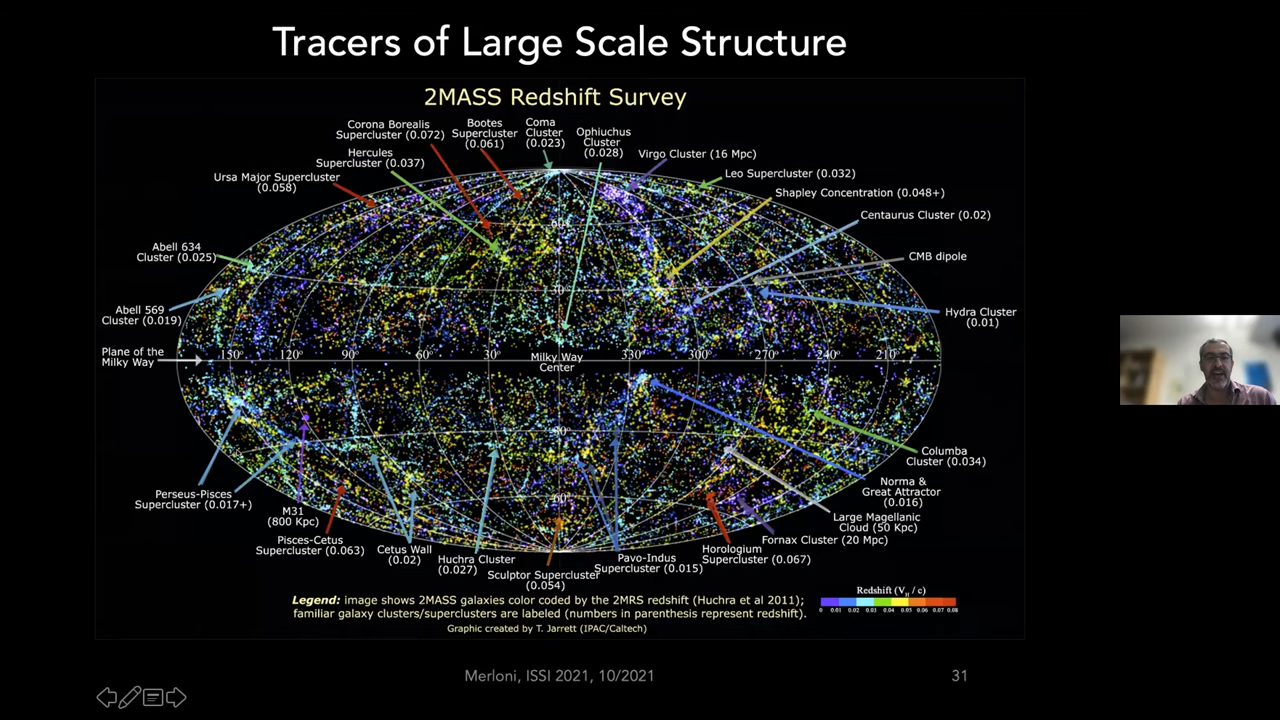 Tracers of Large Scale Structure
2MASS Redshift Survey
Corona Borealis
Supercluster (0.072)
Bootes
Supercluster
(0.061)
Coma
Cluster
(0.023)
Ophiuchus
Cluster
(0.028)
Hercules
Supercluster (0.037)
Virgo Cluster (16 Mpc)
Ursa Major Supercluster
(0.058)
Leo Supercluster (0.032)
Shapley Concentration (0.048+)
Centaurus Cluster (0.02)
Abell 634
Cluster (0.025)
CMB dipole
60°
30°
Abell 569
Cluster (0.019)
Hydra Cluster
(0.01)
Plane of the
Milky Way
150° 120° 90° 60° 30° 330° 300° 270° 240° 210°
Milky Way
Center
-30°
-60°
Columba
Cluster (0.034)
Perseus-Pisces
Supercluster (0.017+)
Norma &
Great Attractor
(0.016)
M31
(800 Kpc)
Large Magellanic
Cloud (50 Kpc)
Pisces-Cetus
Supercluster (0.063)
Cetus Wall
(0.02)
Huchra Cluster
(0.027)
Sculptor Supercluster
(0.054)
Pavo-Indus
Supercluster (0.015)
Horologium
Supercluster (0.067)
Fornax Cluster (20 Mpc)
Legend: image shows 2MASS galaxies color coded by the 2MRS redshift (Huchra et al 2011);
familiar galaxy clusters/superclusters are labeled (numbers in parenthesis represent redshift).
Graphic created by T. Jarrett (IPAC/Caltech)
Redshift (V_H / c)
0 0.01 0.02 0.03 0.04 0.05 0.06 0.07 0.08
Merloni, ISSI 2021, 10/2021
31